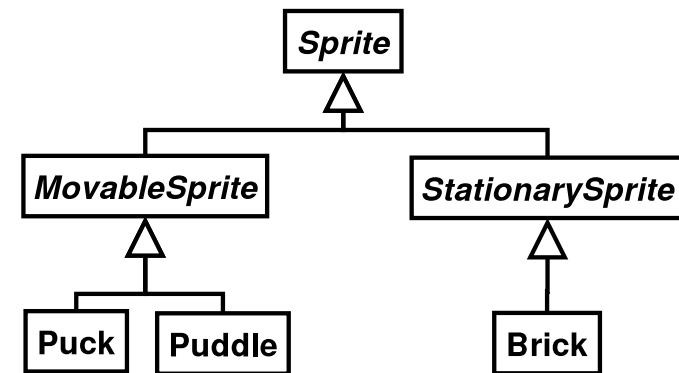 Sprite
MovableSprite
StationarySprite
Puck
Puddle
Brick